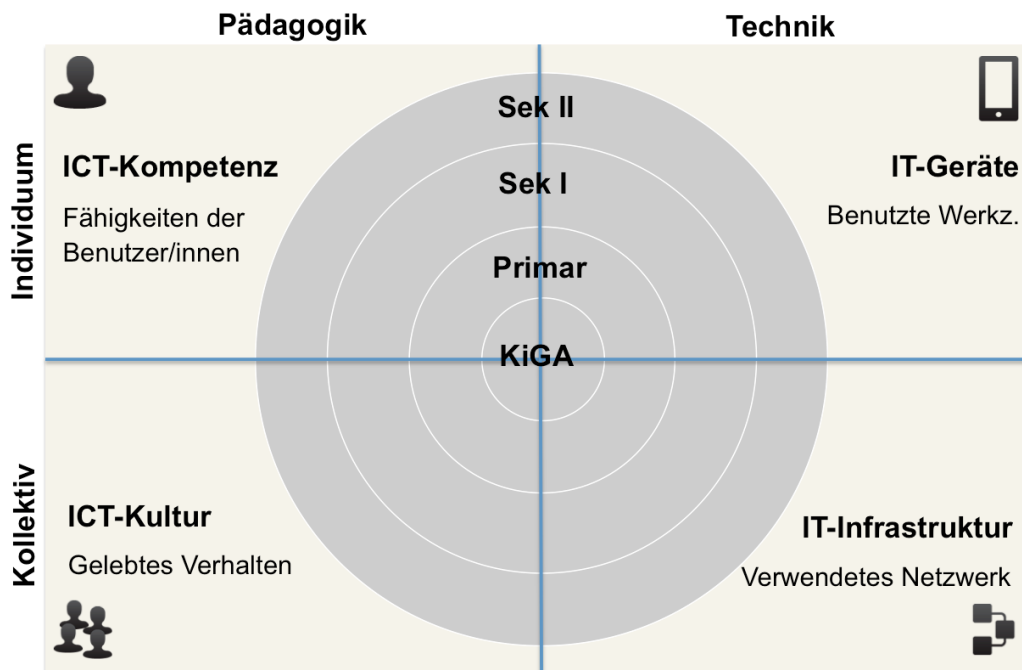 Pädagogik
Technik
Individuum
Kollektiv
ICT-Kompetenz
Fähigkeiten der
Benutzer/innen
IT-Geräte
Benutzte Werkz.
Sek II
Sek I
Primar
KiGA
ICT-Kultur
Gelebtes Verhalten
IT-Infrastruktur
Verwendetes Netzwerk